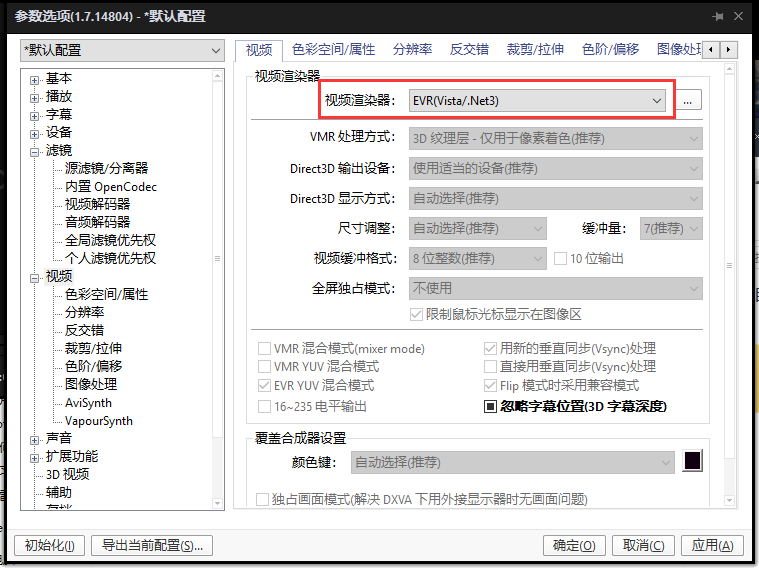 参数选项(1.7.14804) - *默认配置
*默认配置
基本
播放
字幕
设备
滤镜
源滤镜/分离器
内置 OpenCodec
视频解码器
音频解码器
全局滤镜优先权
个人滤镜优先权
视频
色彩空间/属性
分辨率
反交错
裁剪/拉伸
色阶/偏移
图像处理
AviSynth
VapourSynth
声音
扩展功能
3D 视频
辅助
存档
视频 色彩空间/属性 分辨率 反交错 裁剪/拉伸 色阶/偏移 图像处理
视频渲染器
视频渲染器： EVR(Vista/.Net3) ...
VMR 处理方式： 3D 纹理层 - 仅用于像素着色(推荐)
Direct3D 输出设备： 使用适当的设备(推荐)
Direct3D 显示方式： 自动选择(推荐)
尺寸调整： 自动选择(推荐) 缓冲量： 7(推荐)
视频缓冲格式： 8 位整数(推荐) 10 位输出
全屏独占模式： 不使用
限制鼠标光标显示在图像区
VMR 混合模式(mixer mode) 用新的垂直同步(Vsync)处理
VMR YUV 混合模式 直接用垂直同步(Vsync)处理
EVR YUV 混合模式 Flip 模式时采用兼容模式
16~235 电平输出 忽略字幕位置(3D 字幕深度)
覆盖合成器设置
颜色键： 自动选择(推荐)
独占画面模式(解决 DXVA 下用外接显示器时无画面问题)
初始化(I) 导出当前配置(S)... 确定(O) 取消(C) 应用(A)